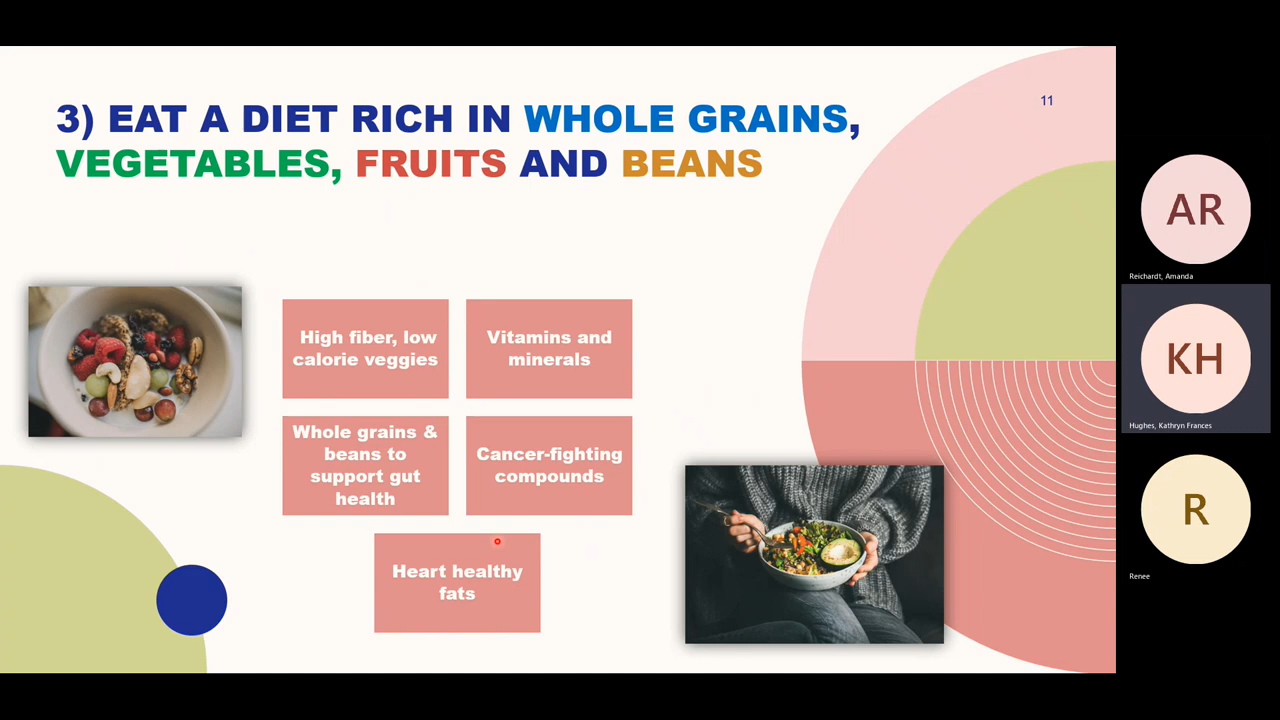 11
3) EAT A DIET RICH IN WHOLE GRAINS,
VEGETABLES, FRUITS AND BEANS
High fiber, low
calorie veggies
Vitamins and
minerals
Whole grains &
beans to
support gut
health
Cancer-fighting
compounds
Heart healthy
fats
AR
Reichardt, Amanda
KH
Hughes, Kathryn Frances
R
Renee